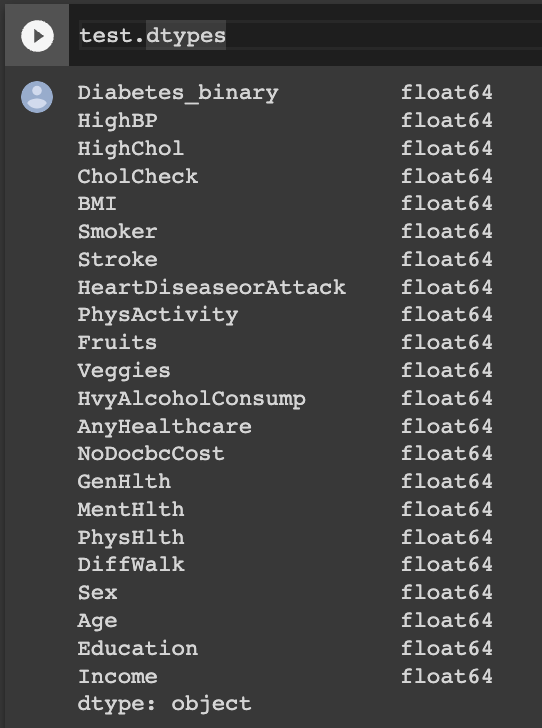 test.dtypes
Diabetes_binary float64
HighBP float64
HighChol float64
CholCheck float64
BMI float64
Smoker float64
Stroke float64
HeartDiseaseorAttack float64
PhysActivity float64
Fruits float64
Veggies float64
HvyAlcoholConsump float64
AnyHealthcare float64
NoDocbcCost float64
GenHlth float64
MentHlth float64
PhysHlth float64
DiffWalk float64
Sex float64
Age float64
Education float64
Income float64
dtype: object